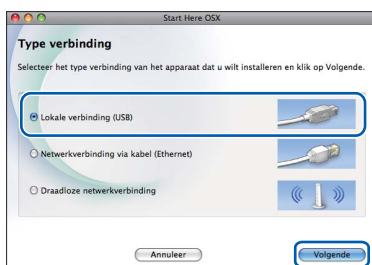 Start Here OSX
Type verbinding
Selecteer het type verbinding van het apparaat dat u wilt installeren en klik op Volgende.
Lokale verbinding (USB)
Netwerkverbinding via kabel (Ethernet)
Draadloze netwerkverbinding
Annuleer
Volgende